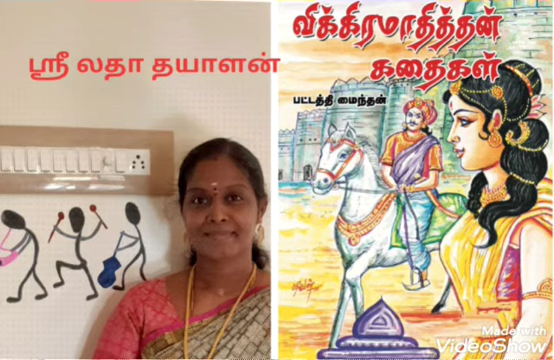 ஸ்ரீ லதா தயாளன்
விக்கிரமாதித்தன்
கதைகள்
பட்டத்தி மைந்தன்
Made with
VideoShow